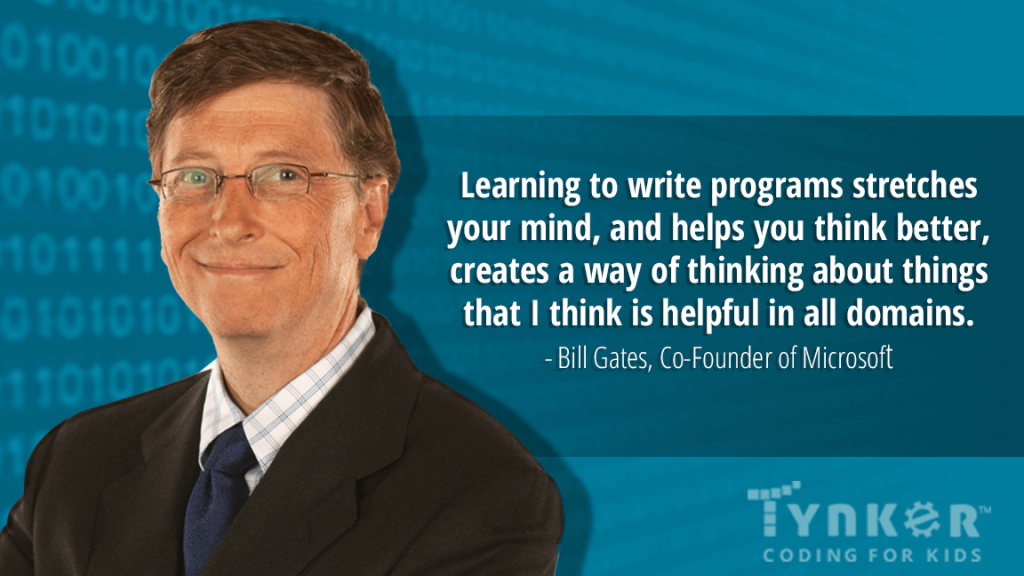 Learning to write programs stretches
your mind, and helps you think better,
creates a way of thinking about things
that I think is helpful in all domains.
- Bill Gates, Co-Founder of Microsoft
TYNKER™
CODING FOR KIDS